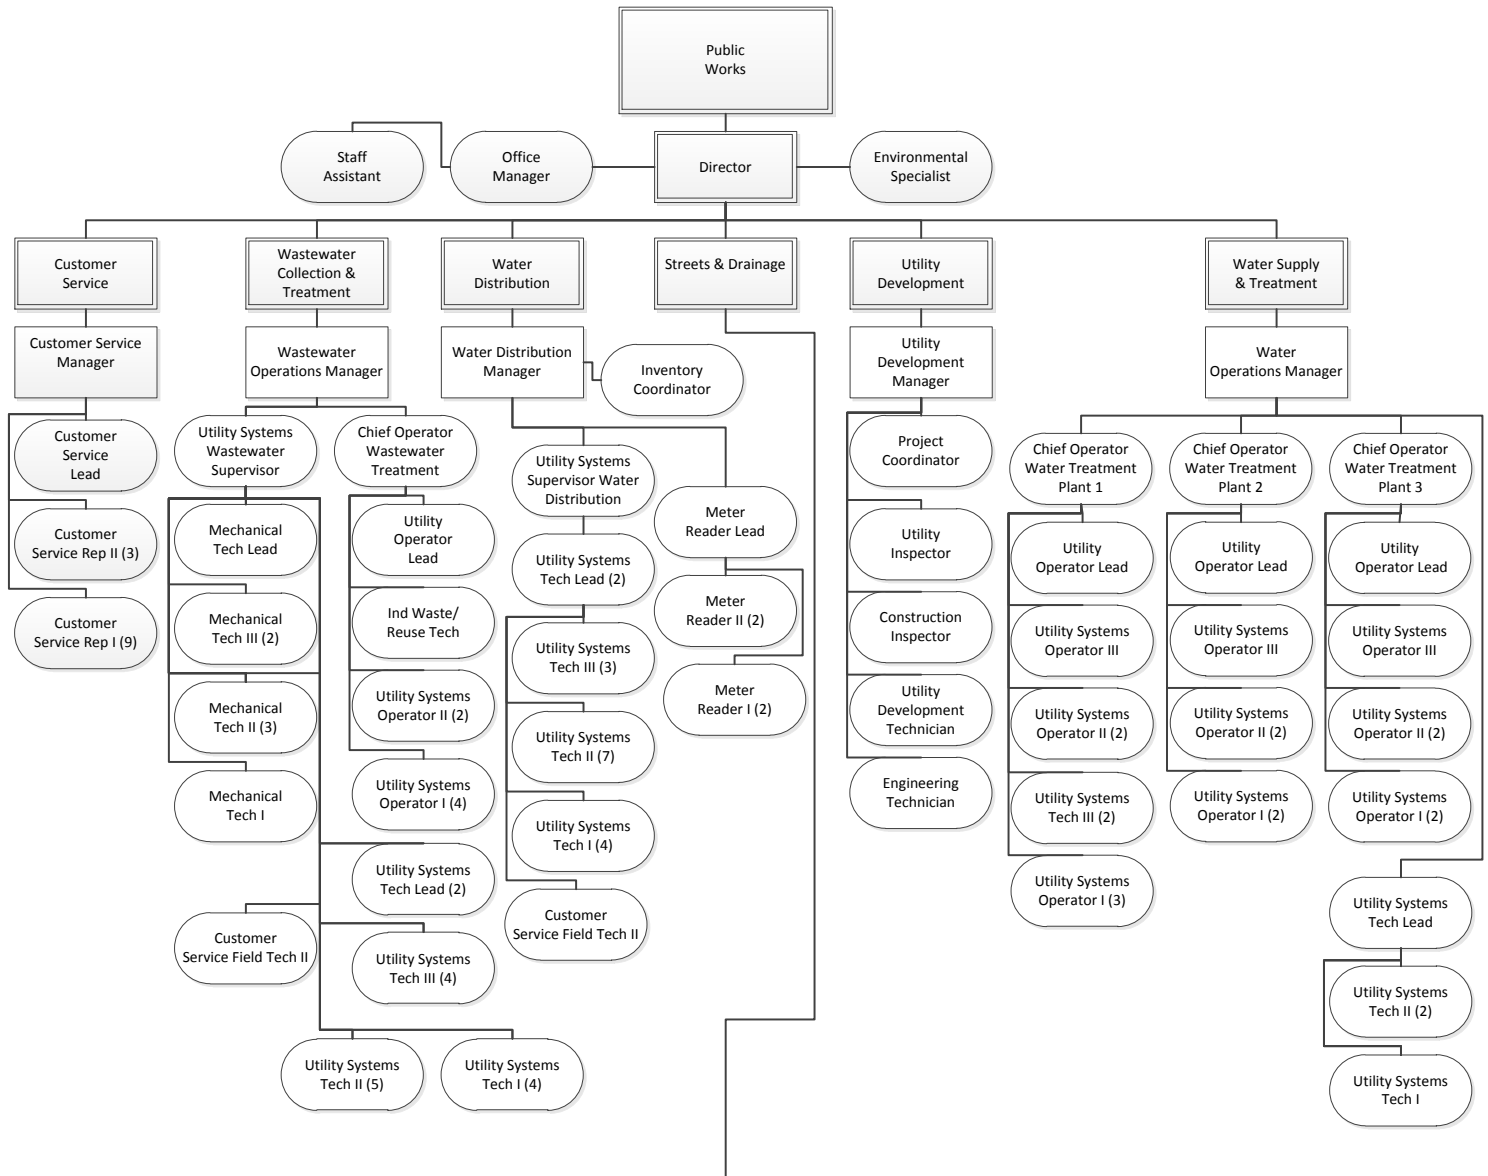 Public
Works
Staff
Assistant
Office
Manager
Director
Environmental
Specialist
Customer
Service
Wastewater
Collection &
Treatment
Water
Distribution
Streets & Drainage
Utility
Development
Water Supply
& Treatment
Customer Service
Manager
Wastewater
Operations Manager
Water Distribution
Manager
Inventory
Coordinator
Utility
Development
Manager
Water
Operations Manager
Customer
Service
Lead
Customer
Service Rep II (3)
Customer
Service Rep I (9)
Utility Systems
Wastewater
Supervisor
Mechanical
Tech Lead
Mechanical
Tech III (2)
Mechanical
Tech II (3)
Mechanical
Tech I
Customer
Service Field Tech II
Chief Operator
Wastewater
Treatment
Utility
Operator
Lead
Ind Waste/
Reuse Tech
Utility Systems
Operator II (2)
Utility Systems
Operator I (4)
Utility Systems
Tech Lead (2)
Utility Systems
Tech III (4)
Utility Systems
Tech II (5)
Utility Systems
Tech I (4)
Utility Systems
Supervisor Water
Distribution
Utility Systems
Tech Lead (2)
Utility Systems
Tech III (3)
Utility Systems
Tech II (7)
Utility Systems
Tech I (4)
Customer
Service Field Tech II
Meter
Reader Lead
Meter
Reader II (2)
Meter
Reader I (2)
Project
Coordinator
Utility
Inspector
Construction
Inspector
Utility
Development
Technician
Engineering
Technician
Chief Operator
Water Treatment
Plant 1
Utility
Operator Lead
Utility Systems
Operator III
Utility Systems
Operator II (2)
Utility Systems
Tech III (2)
Utility Systems
Operator I (3)
Chief Operator
Water Treatment
Plant 2
Utility
Operator Lead
Utility Systems
Operator III
Utility Systems
Operator II (2)
Utility Systems
Operator I (2)
Chief Operator
Water Treatment
Plant 3
Utility
Operator Lead
Utility Systems
Operator III
Utility Systems
Operator II (2)
Utility Systems
Operator I (2)
Utility Systems
Tech Lead
Utility Systems
Tech II (2)
Utility Systems
Tech I